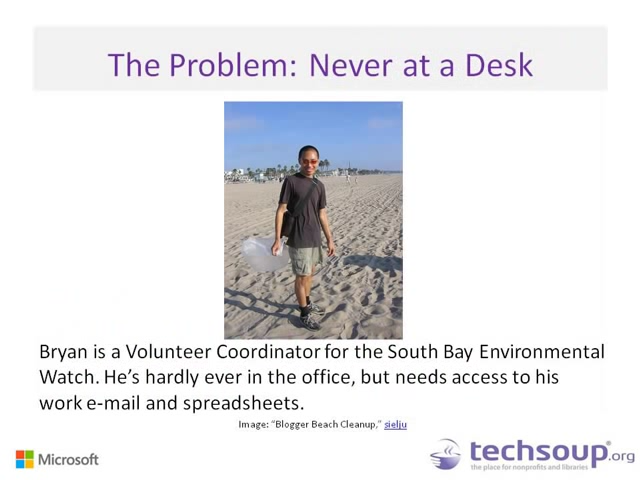 The Problem: Never at a Desk
Bryan is a Volunteer Coordinator for the South Bay Environmental
Watch. He's hardly ever in the office, but needs access to his
work e-mail and spreadsheets.
Image: "Blogger Beach Cleanup," sielju
Microsoft
techsoup.org
the place for nonprofits and libraries